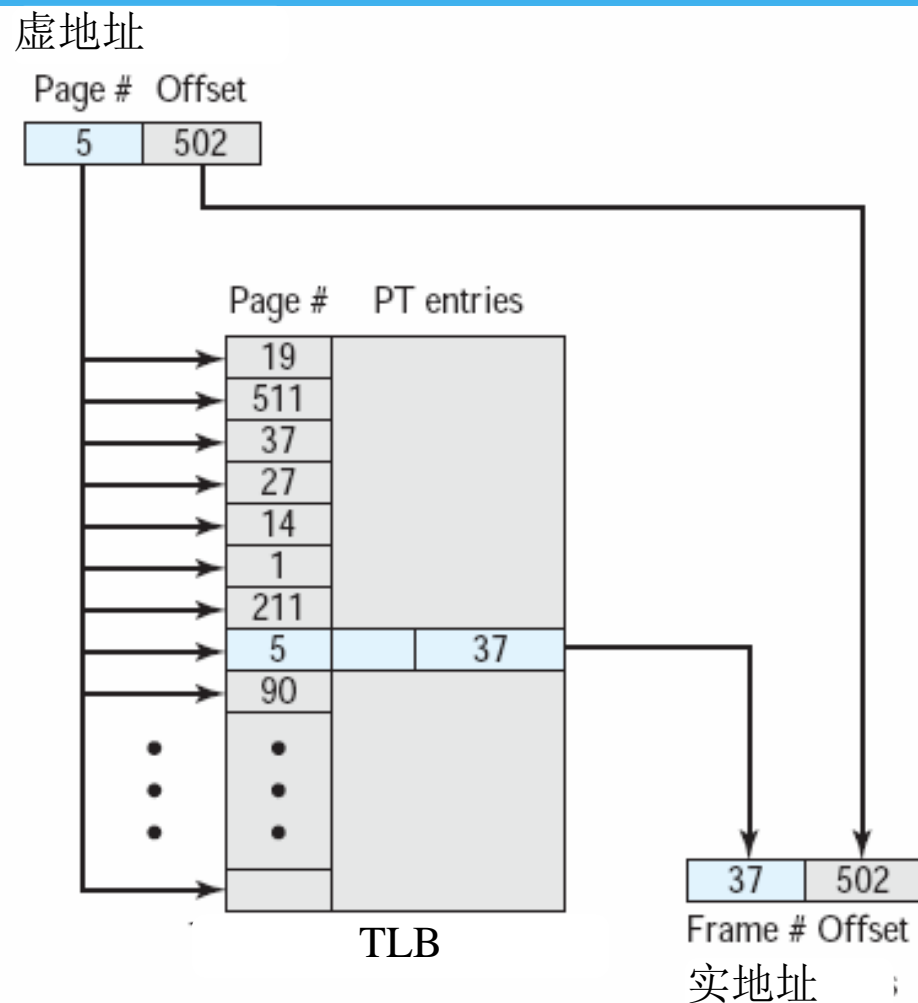 虚地址
Page # Offset
5 502
Page # PT entries
19
511
37
27
14
1
211
5 37
90
TLB
37 502
Frame # Offset
实地址